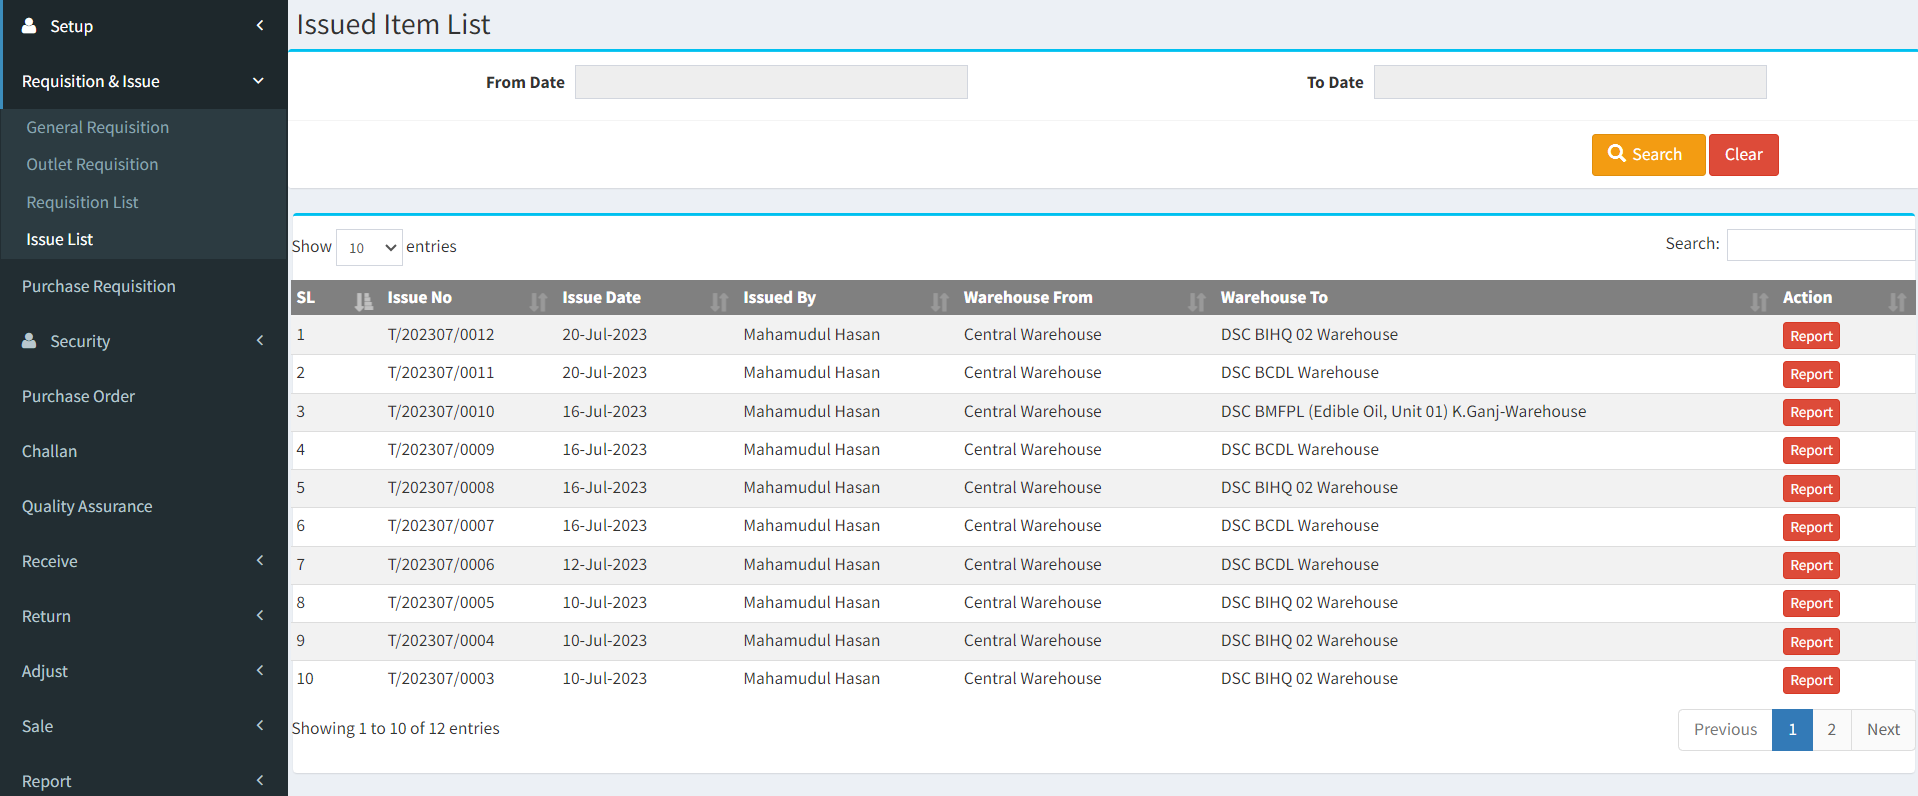 Setup
Requisition & Issue
General Requisition
Outlet Requisition
Requisition List
Issue List
Purchase Requisition
Security
Purchase Order
Challan
Quality Assurance
Receive
Return
Adjust
Sale
Report
Issued Item List
From Date To Date
Search Clear
Show 10 entries Search:
SL Issue No Issue Date Issued By Warehouse From Warehouse To Action
1 T/202307/0012 20-Jul-2023 Mahamudul Hasan Central Warehouse DSC BIHQ 02 Warehouse Report
2 T/202307/0011 20-Jul-2023 Mahamudul Hasan Central Warehouse DSC BCDL Warehouse Report
3 T/202307/0010 16-Jul-2023 Mahamudul Hasan Central Warehouse DSC BMFPL (Edible Oil, Unit 01) K.Ganj-Warehouse Report
4 T/202307/0009 16-Jul-2023 Mahamudul Hasan Central Warehouse DSC BCDL Warehouse Report
5 T/202307/0008 16-Jul-2023 Mahamudul Hasan Central Warehouse DSC BIHQ 02 Warehouse Report
6 T/202307/0007 16-Jul-2023 Mahamudul Hasan Central Warehouse DSC BCDL Warehouse Report
7 T/202307/0006 12-Jul-2023 Mahamudul Hasan Central Warehouse DSC BCDL Warehouse Report
8 T/202307/0005 10-Jul-2023 Mahamudul Hasan Central Warehouse DSC BIHQ 02 Warehouse Report
9 T/202307/0004 10-Jul-2023 Mahamudul Hasan Central Warehouse DSC BIHQ 02 Warehouse Report
10 T/202307/0003 10-Jul-2023 Mahamudul Hasan Central Warehouse DSC BIHQ 02 Warehouse Report
Showing 1 to 10 of 12 entries Previous 1 2 Next